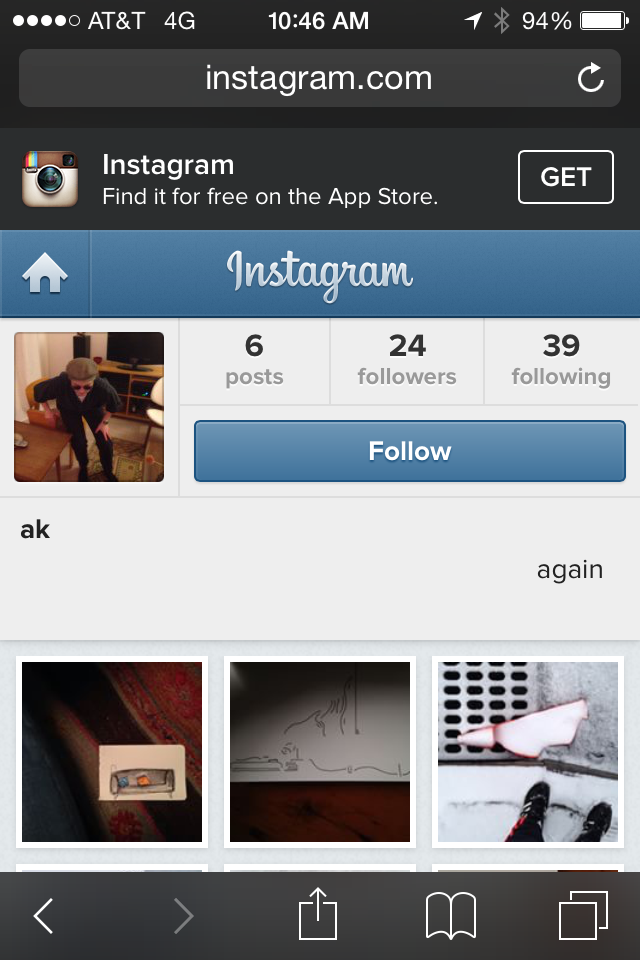 AT&T 4G 10:46 AM 94%
instagram.com
Instagram
Find it for free on the App Store.
GET
Instagram
6 24 39
posts followers following
Follow
ak
again